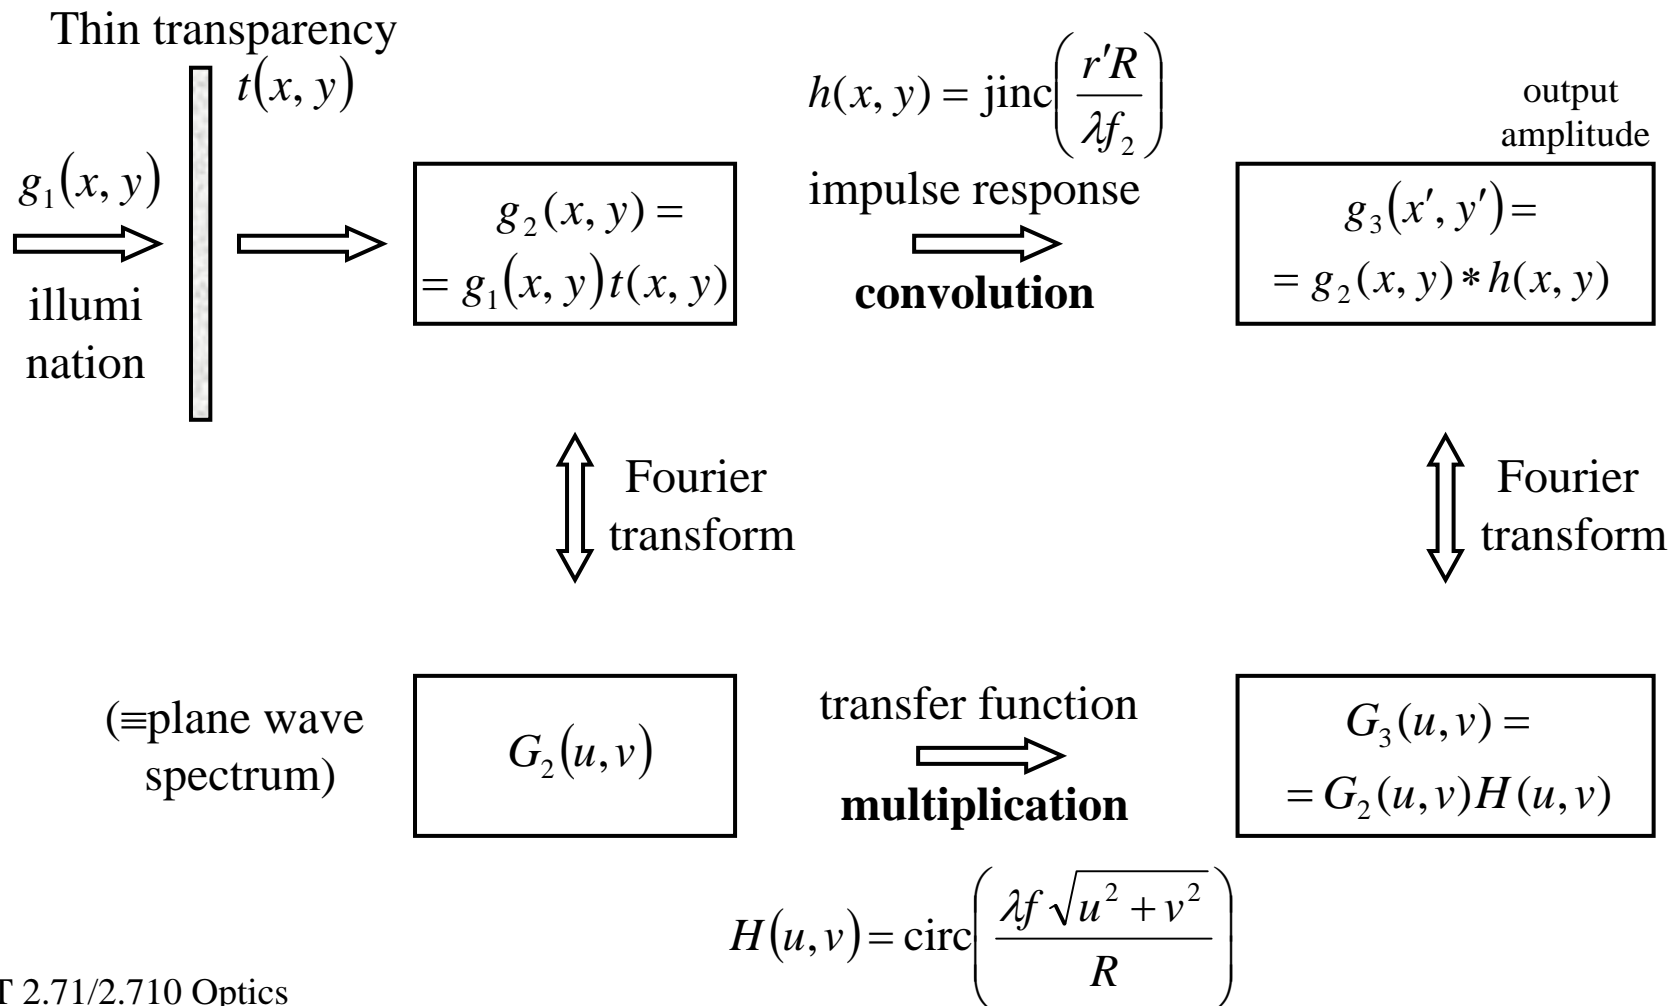 Thin transparency
t(x, y)
g₁(x, y)
illumi
nation
g₂(x, y) =
= g₁(x, y)t(x, y)
h(x, y) = jinc(r′R / λf₂)
impulse response
convolution
output
amplitude
g₃(x′, y′) =
= g₂(x, y) * h(x, y)
Fourier
transform
Fourier
transform
(≡plane wave
spectrum)
G₂(u, v)
transfer function
multiplication
G₃(u, v) =
= G₂(u, v)H(u, v)
H(u, v) = circ(λf√(u² + v²) / R)
T 2.71/2.710 Optics